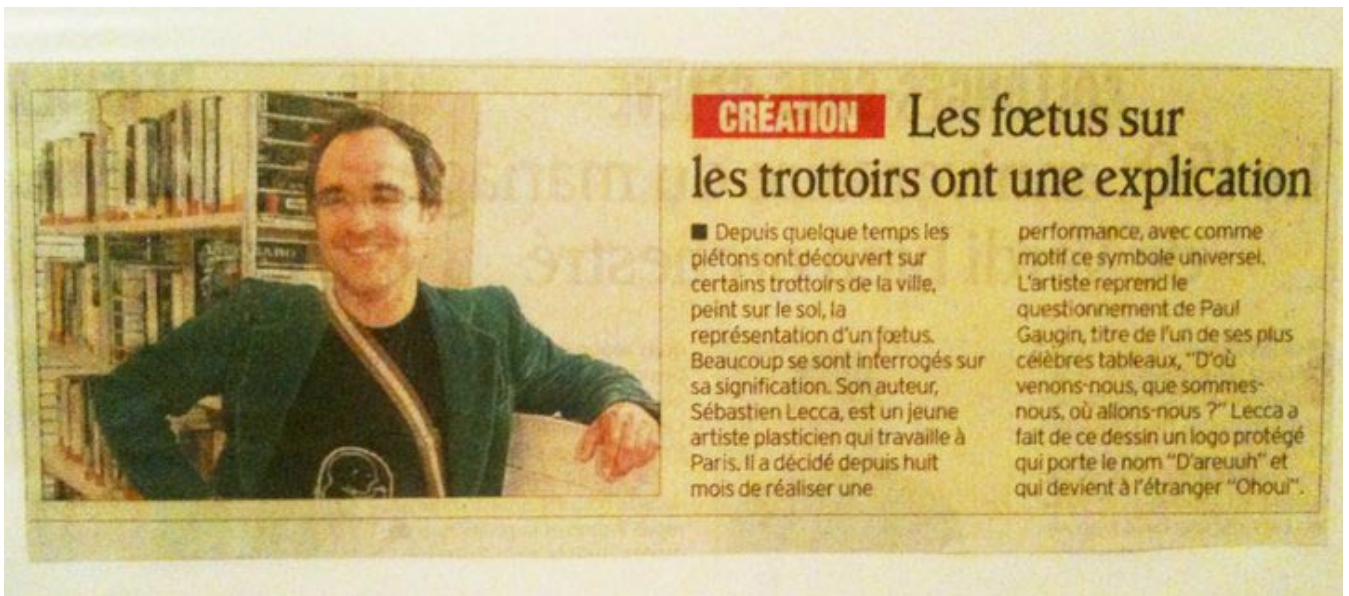 CRÉATION Les fœtus sur
les trottoirs ont une explication
■ Depuis quelque temps les
piétons ont découvert sur
certains trottoirs de la ville,
peint sur le sol, la
représentation d'un fœtus.
Beaucoup se sont interrogés sur
sa signification. Son auteur,
Sébastien Lecca, est un jeune
artiste plasticien qui travaille à
Paris. Il a décidé depuis huit
mois de réaliser une
performance, avec comme
motif ce symbole universel.
L'artiste reprend le
questionnement de Paul
Gaugin, titre de l'un de ses plus
célèbres tableaux, "D'où
venons-nous, que sommes-
nous, où allons-nous ?" Lecca a
fait de ce dessin un logo protégé
qui porte le nom "D'areuuh" et
qui devient à l'étranger "Ohoui".